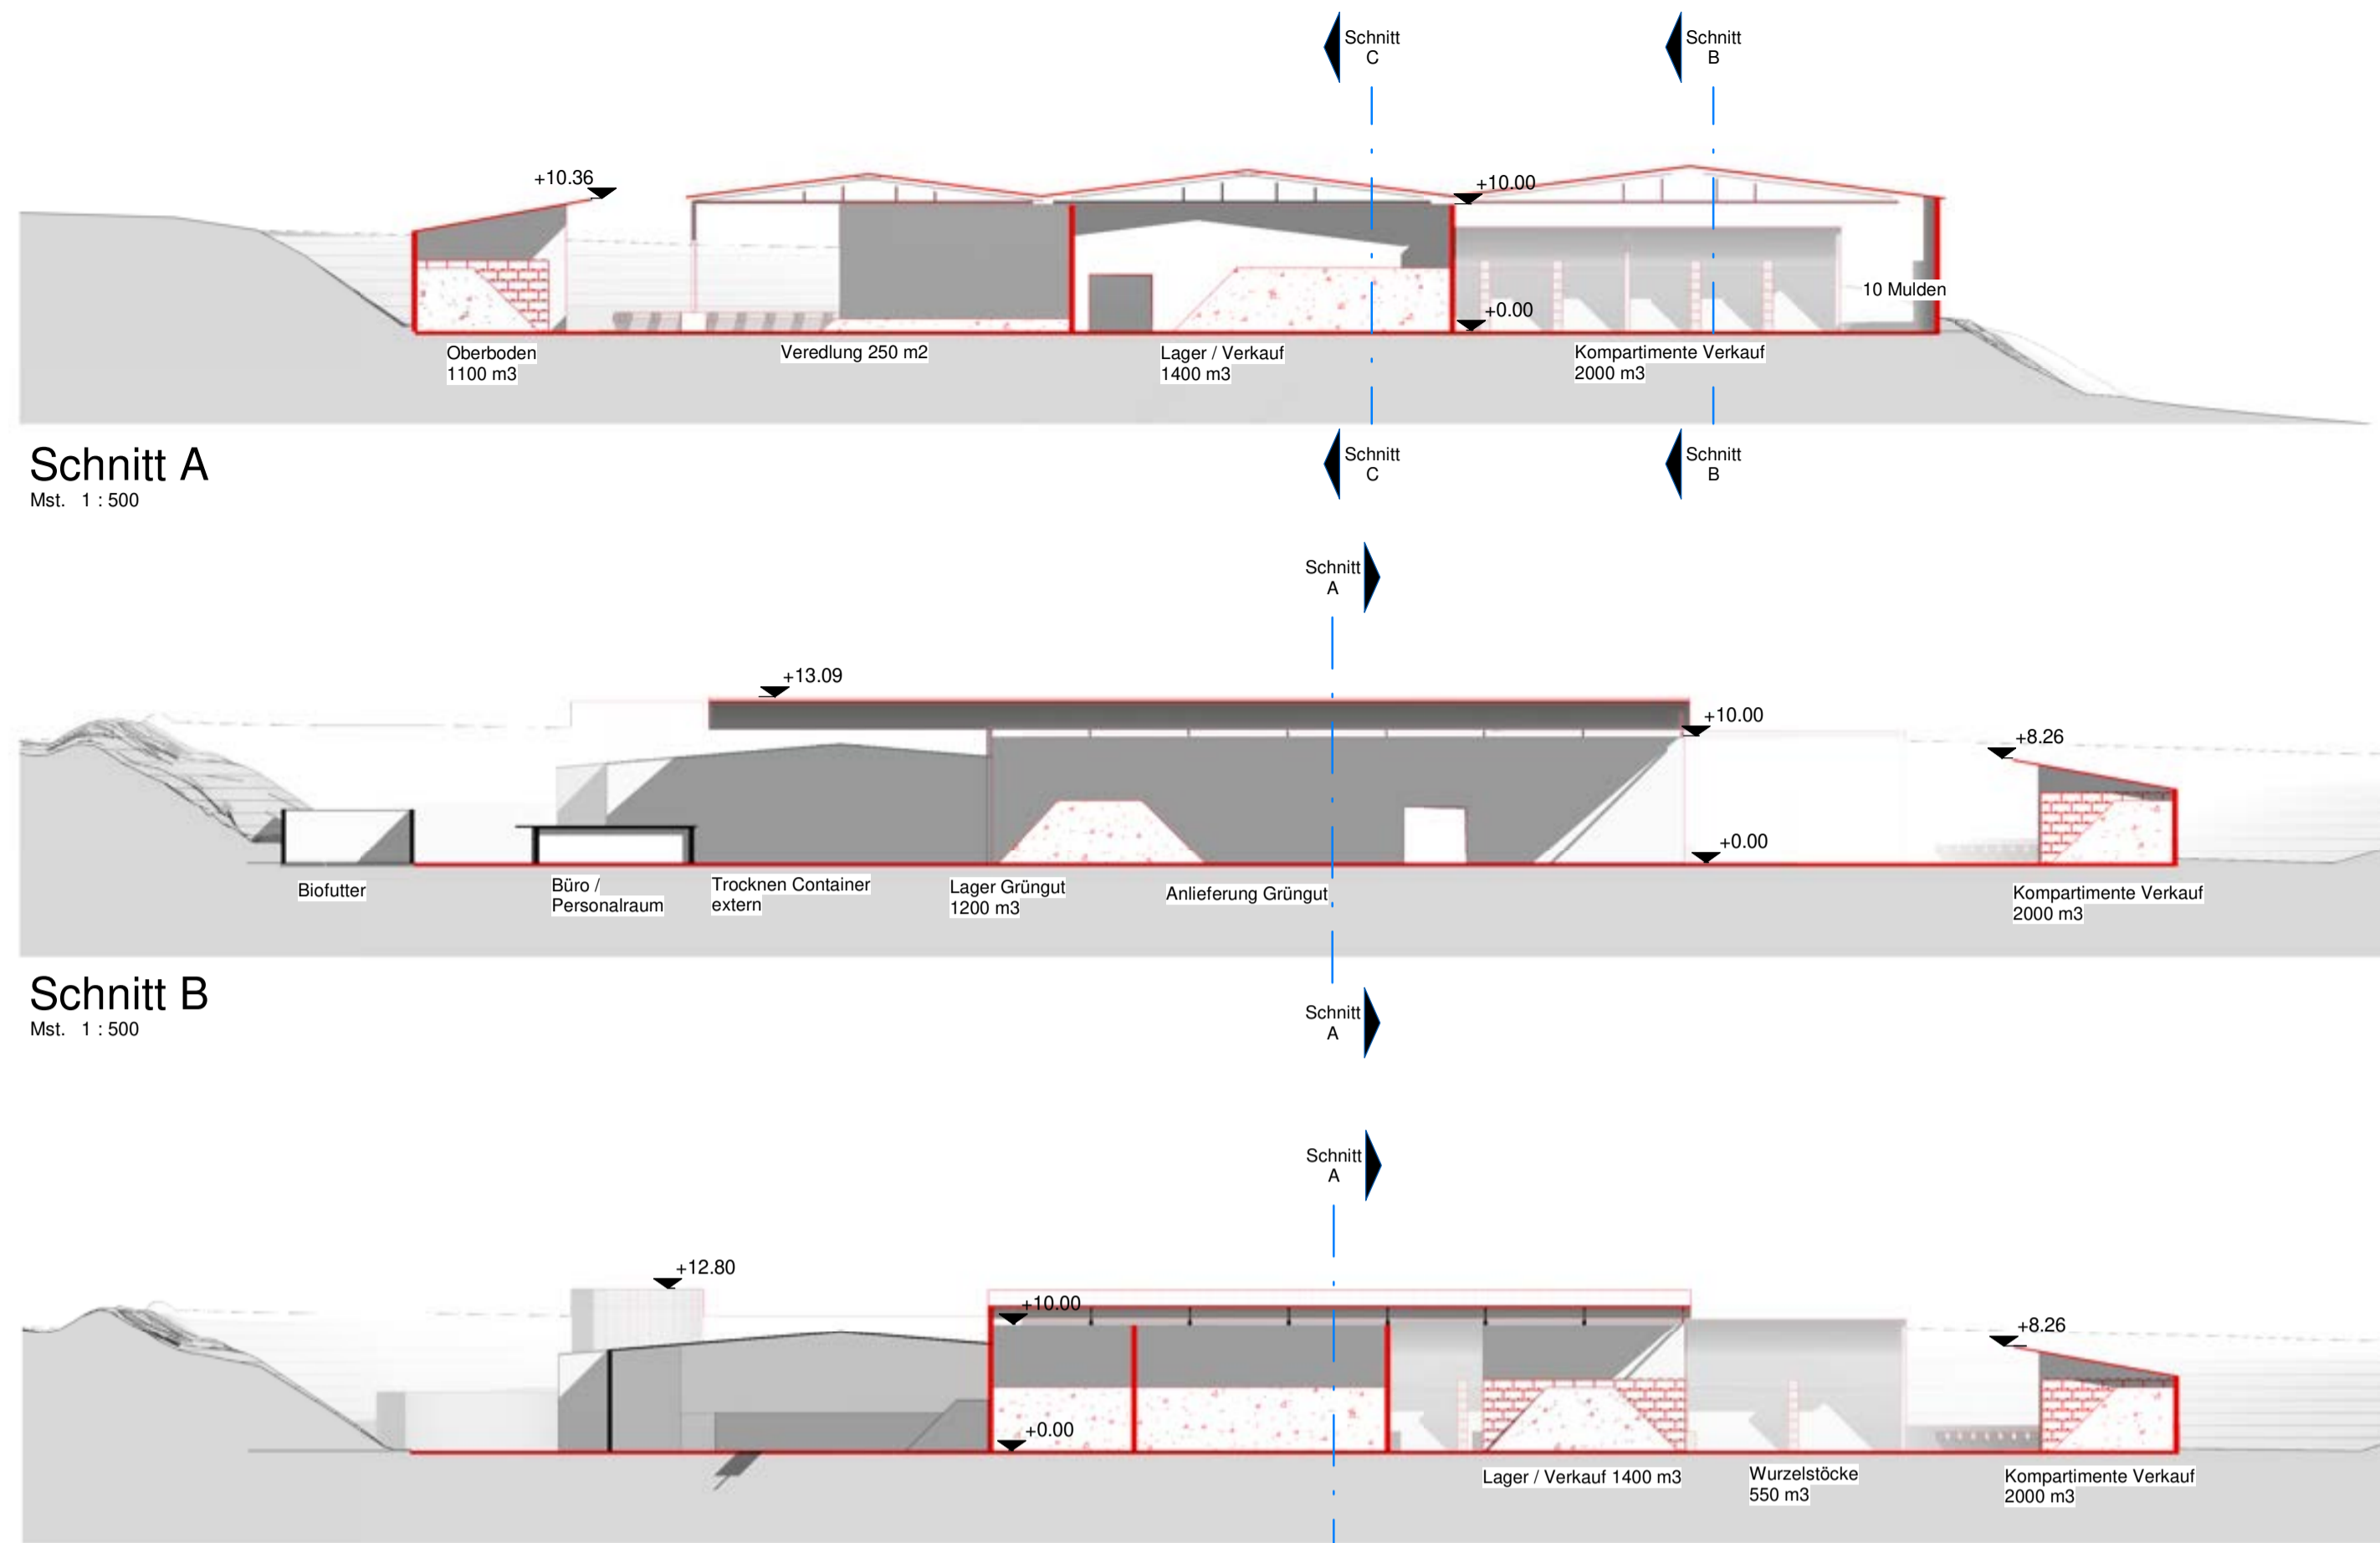 Schnitt
C
Schnitt
B
+10.36
+10.00
10 Mulden
+0.00
Oberboden
1100 m3
Veredlung 250 m2
Lager / Verkauf
1400 m3
Kompartimente Verkauf
2000 m3
Schnitt A
Mst. 1 : 500
Schnitt
C
Schnitt
B
Schnitt
A
+13.09
+10.00
+8.26
+0.00
Biofutter
Büro /
Personalraum
Trocknen Container
extern
Lager Grüngut
1200 m3
Anlieferung Grüngut
Kompartimente Verkauf
2000 m3
Schnitt B
Mst. 1 : 500
Schnitt
A
Schnitt
A
+12.80
+10.00
+8.26
+0.00
Lager / Verkauf 1400 m3
Wurzelstöcke
550 m3
Kompartimente Verkauf
2000 m3